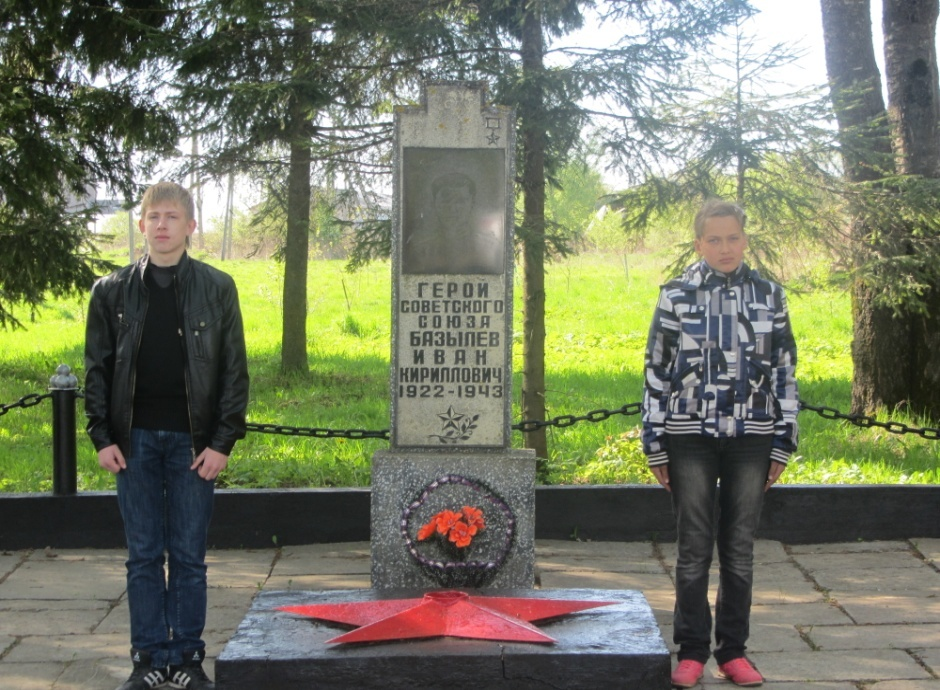 ГЕРОЙ
СОВЕТСКОГО
СОЮЗА
БАЗЫЛЕВ
ИВАН
КИРИЛЛОВИЧ
1922-1943